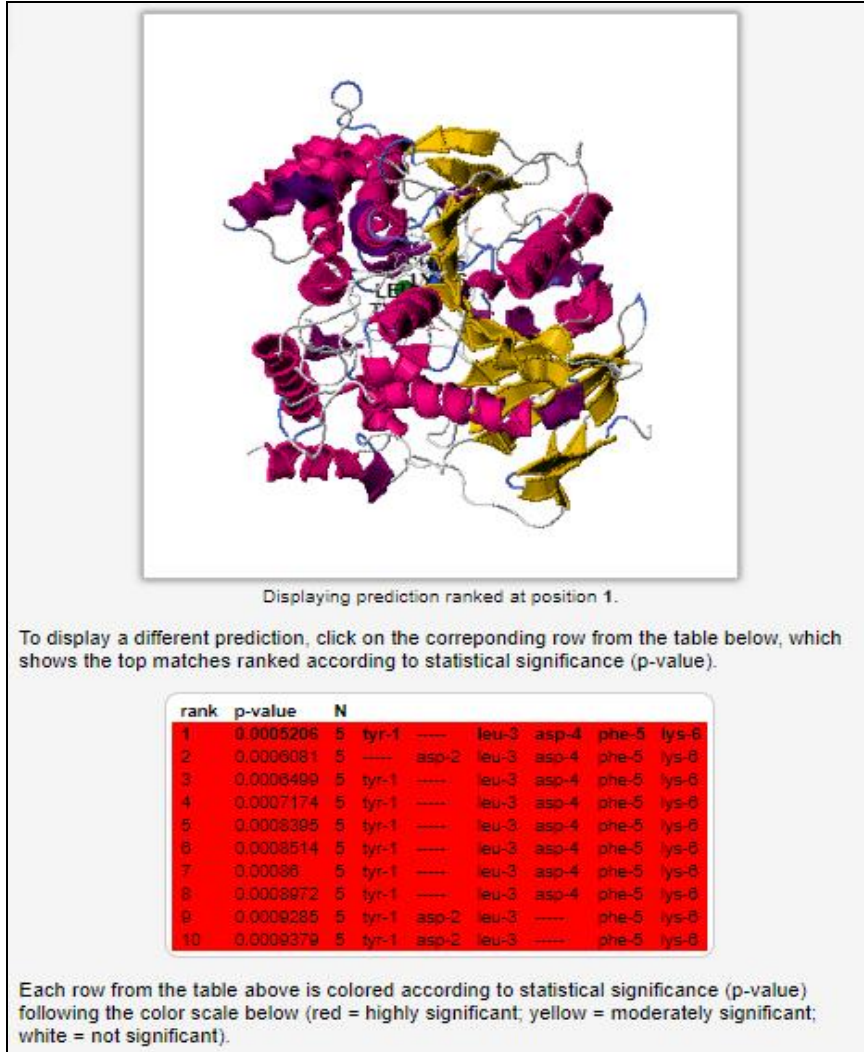 LE
Displaying prediction ranked at position 1.
To display a different prediction, click on the correponding row from the table below, which
shows the top matches ranked according to statistical significance (p-value).
rank p-value N
1 0.0005206 5 tyr-1 ----- leu-3 asp-4 phe-5 lys-6
2 0.0006081 5 ----- asp-2 leu-3 asp-4 phe-5 lys-6
3 0.0006499 5 tyr-1 ----- leu-3 asp-4 phe-5 lys-6
4 0.0007174 5 tyr-1 ----- leu-3 asp-4 phe-5 lys-6
5 0.0008395 5 tyr-1 ----- leu-3 asp-4 phe-5 lys-6
6 0.0008514 5 tyr-1 ----- leu-3 asp-4 phe-5 lys-6
7 0.00086 5 tyr-1 ----- leu-3 asp-4 phe-5 lys-6
8 0.0008972 5 tyr-1 ----- leu-3 asp-4 phe-5 lys-6
9 0.0009285 5 tyr-1 asp-2 leu-3 ----- phe-5 lys-6
10 0.0009379 5 tyr-1 asp-2 leu-3 ----- phe-5 lys-6
Each row from the table above is colored according to statistical significance (p-value)
following the color scale below (red = highly significant; yellow = moderately significant;
white = not significant).